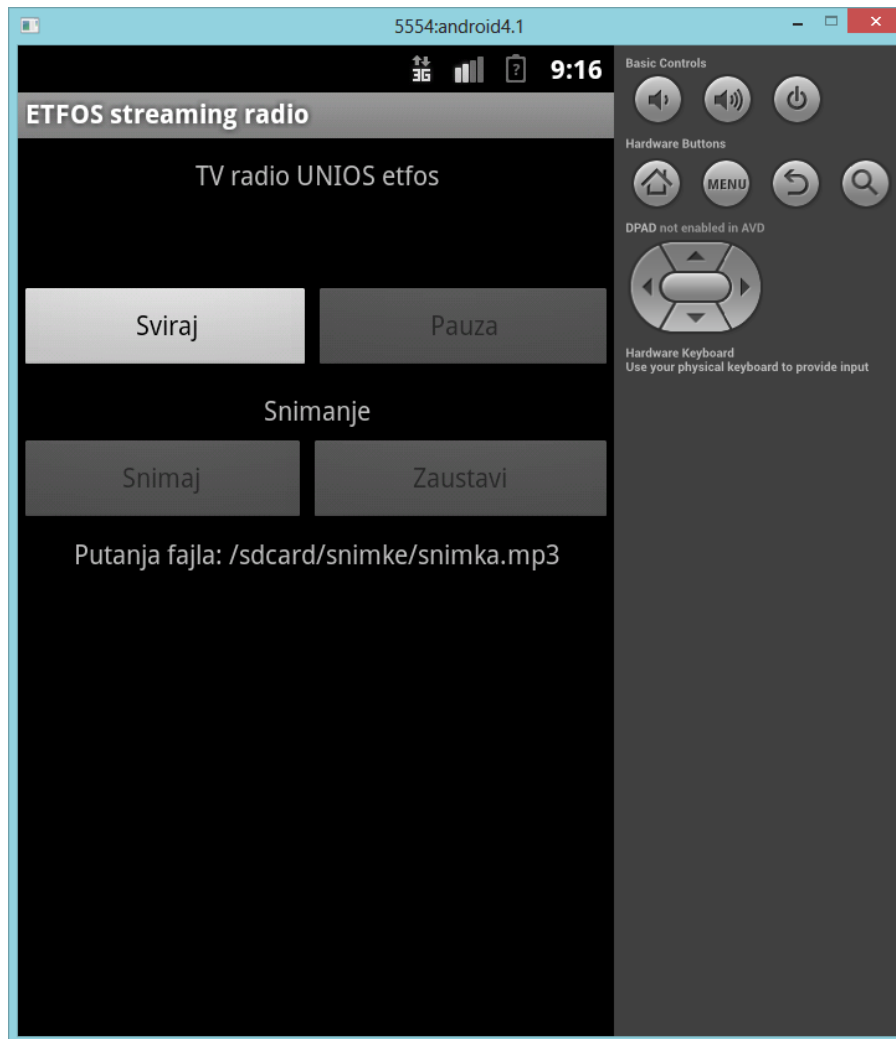 5554:android4.1
3G ? 9:16
ETFOS streaming radio
TV radio UNIOS etfos
Sviraj Pauza
Snimanje
Snimaj Zaustavi
Putanja fajla: /sdcard/snimke/snimka.mp3
Basic Controls
Hardware Buttons
MENU
DPAD not enabled in AVD
Hardware Keyboard
Use your physical keyboard to provide input